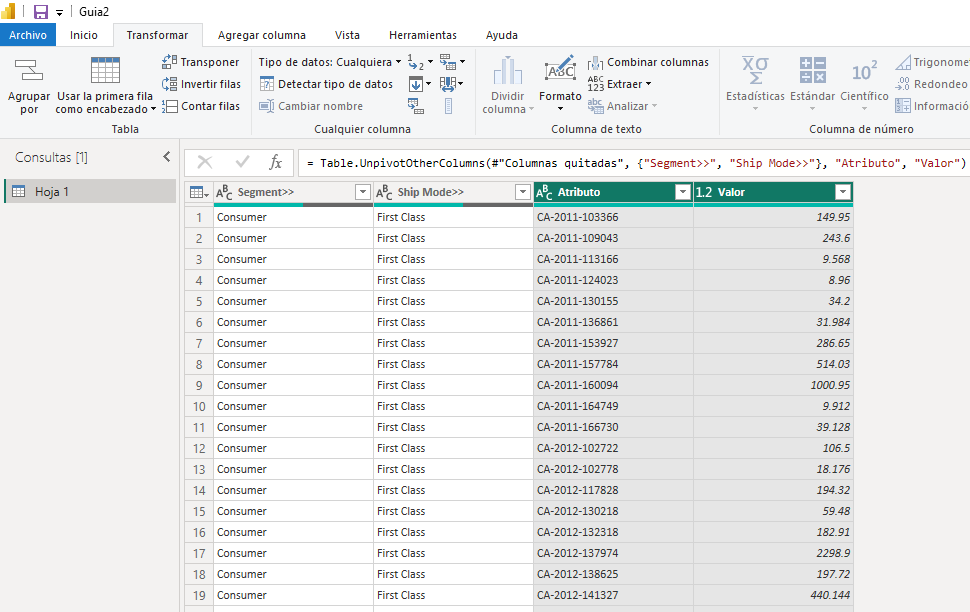 Guia2
Archivo Inicio Transformar Agregar columna Vista Herramientas Ayuda
Agrupar por
Usar la primera fila como encabezado
Transponer
Invertir filas
Contar filas
Tabla
Tipo de datos: Cualquiera
Detectar tipo de datos
Cambiar nombre
Cualquier columna
Dividir columna
Formato
Combinar columnas
Extraer
Analizar
Columna de texto
Estadísticas
Estándar
Científico
Trigonome
Redondeo
Informació
Columna de número
Consultas [1]
Hoja 1
= Table.UnpivotOtherColumns(#"Columnas quitadas", {"Segment>>", "Ship Mode>>"}, "Atributo", "Valor")
Segment>> Ship Mode>> Atributo 1.2 Valor
1 Consumer First Class CA-2011-103366 149.95
2 Consumer First Class CA-2011-109043 243.6
3 Consumer First Class CA-2011-113166 9.568
4 Consumer First Class CA-2011-124023 8.96
5 Consumer First Class CA-2011-130155 34.2
6 Consumer First Class CA-2011-136861 31.984
7 Consumer First Class CA-2011-153927 286.65
8 Consumer First Class CA-2011-157784 514.03
9 Consumer First Class CA-2011-160094 1000.95
10 Consumer First Class CA-2011-164749 9.912
11 Consumer First Class CA-2011-166730 39.128
12 Consumer First Class CA-2012-102722 106.5
13 Consumer First Class CA-2012-102778 18.176
14 Consumer First Class CA-2012-117828 194.32
15 Consumer First Class CA-2012-130218 59.48
16 Consumer First Class CA-2012-132318 182.91
17 Consumer First Class CA-2012-137974 2298.9
18 Consumer First Class CA-2012-138625 197.72
19 Consumer First Class CA-2012-141327 440.144